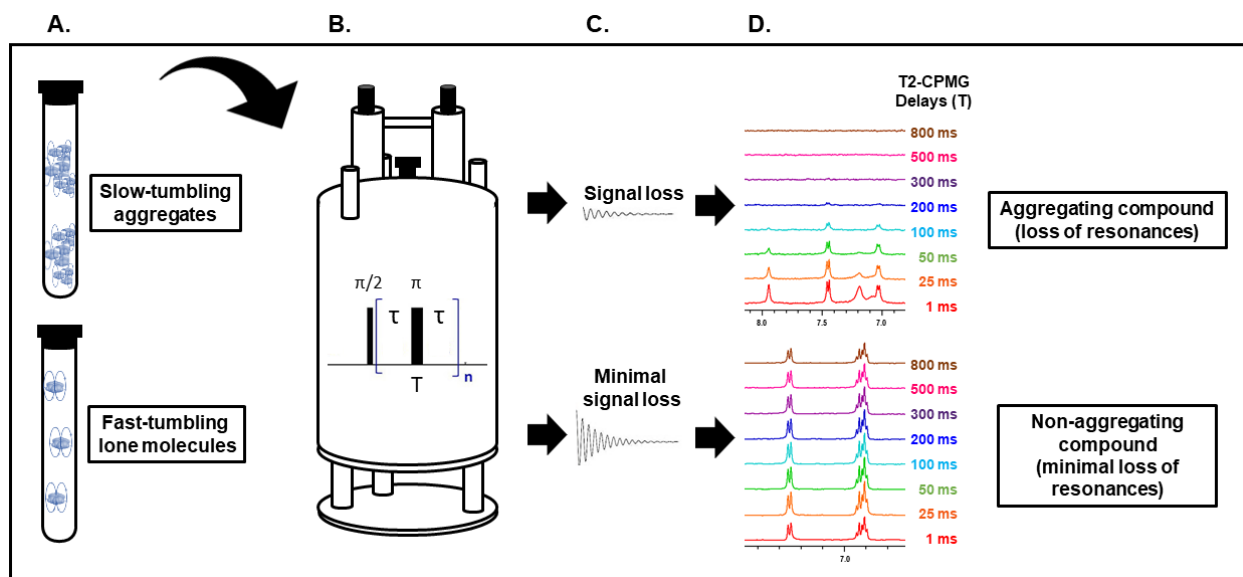 A.
B.
C.
D.
Slow-tumbling
aggregates
Fast-tumbling
lone molecules
π/2
π
τ
τ
T
n
Signal loss
Minimal
signal loss
T2-CPMG
Delays (T)
800 ms
500 ms
300 ms
200 ms
100 ms
50 ms
25 ms
1 ms
8.0
7.5
7.0
Aggregating compound
(loss of resonances)
800 ms
500 ms
300 ms
200 ms
100 ms
50 ms
25 ms
1 ms
7.0
Non-aggregating
compound
(minimal loss of
resonances)